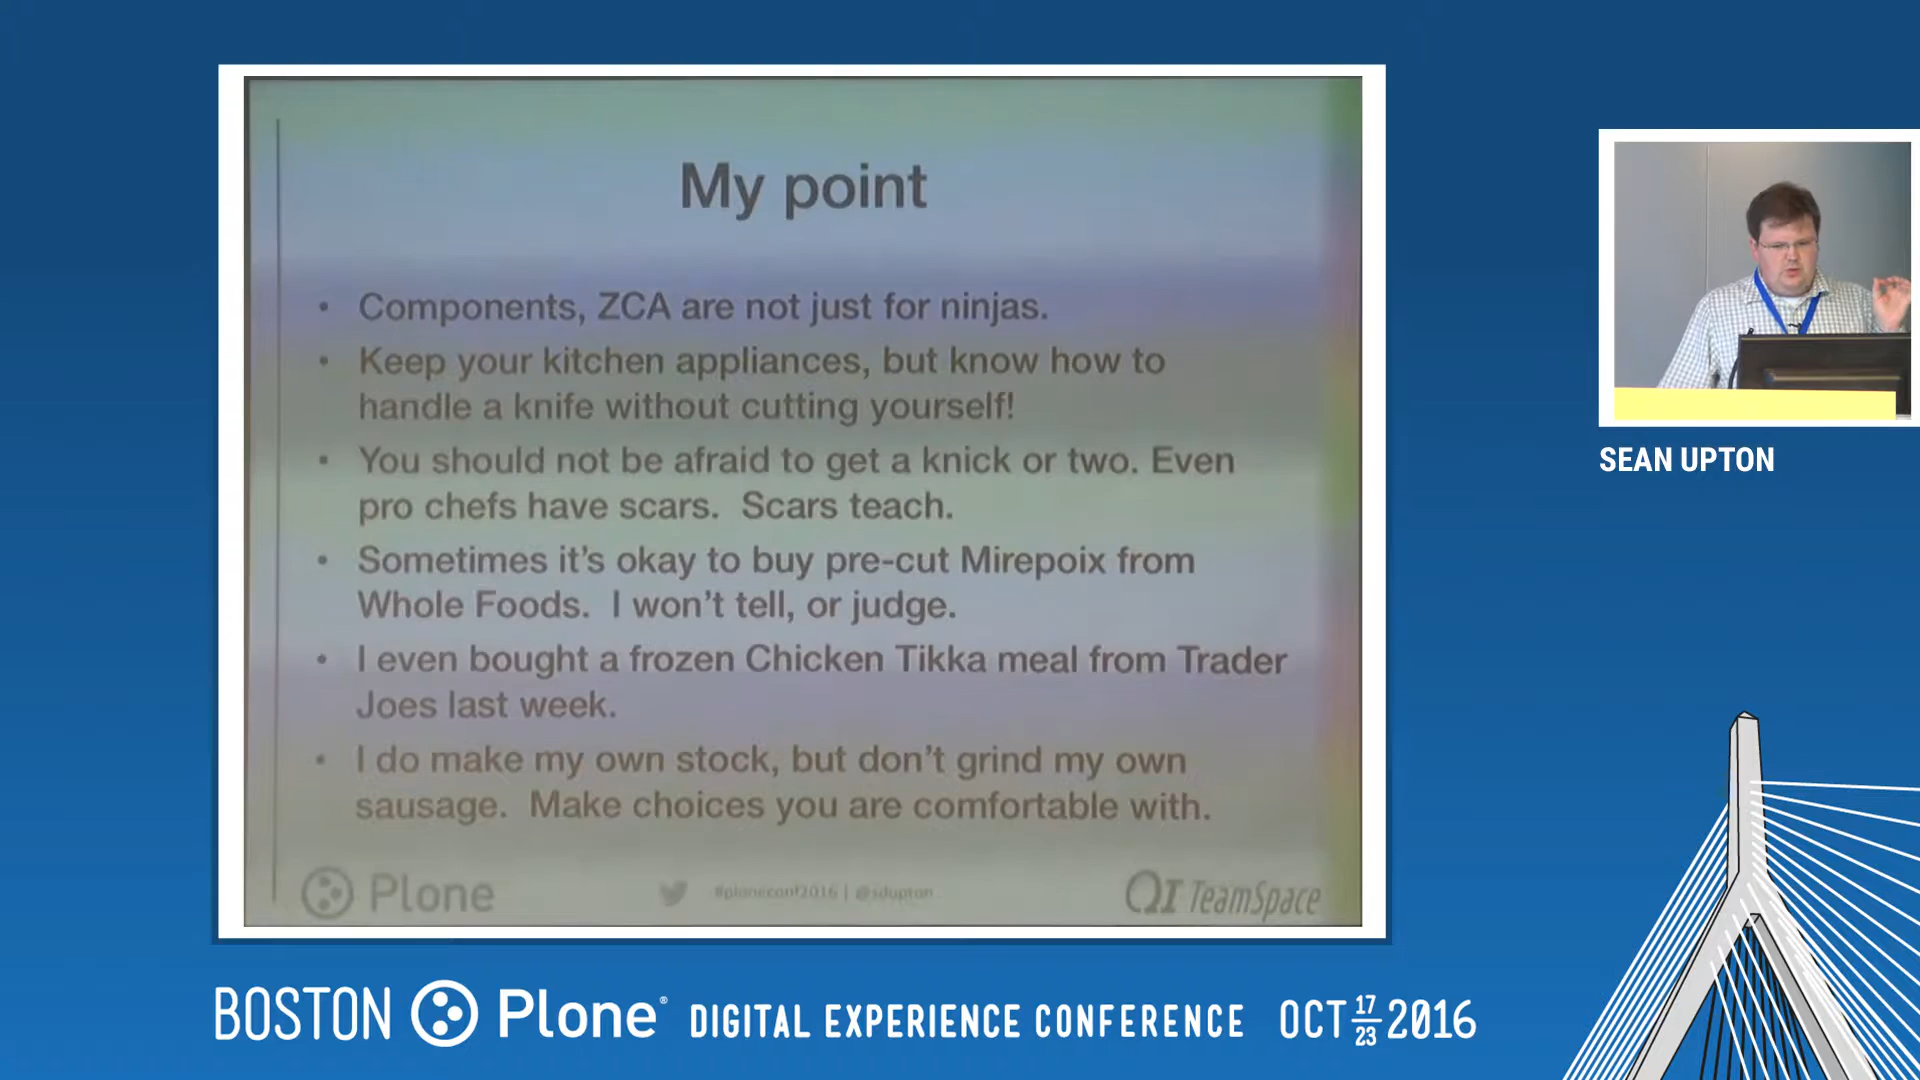 My point
• Components, ZCA are not just for ninjas.
• Keep your kitchen appliances, but know how to
handle a knife without cutting yourself!
• You should not be afraid to get a knick or two. Even
pro chefs have scars. Scars teach.
• Sometimes it's okay to buy pre-cut Mirepoix from
Whole Foods. I won't tell, or judge.
• I even bought a frozen Chicken Tikka meal from Trader
Joes last week.
• I do make my own stock, but don't grind my own
sausage. Make choices you are comfortable with.
Plone
#ploneconf2016 | @sdupton
QI TeamSpace
SEAN UPTON
BOSTON Plone® DIGITAL EXPERIENCE CONFERENCE OCT 17 23 2016